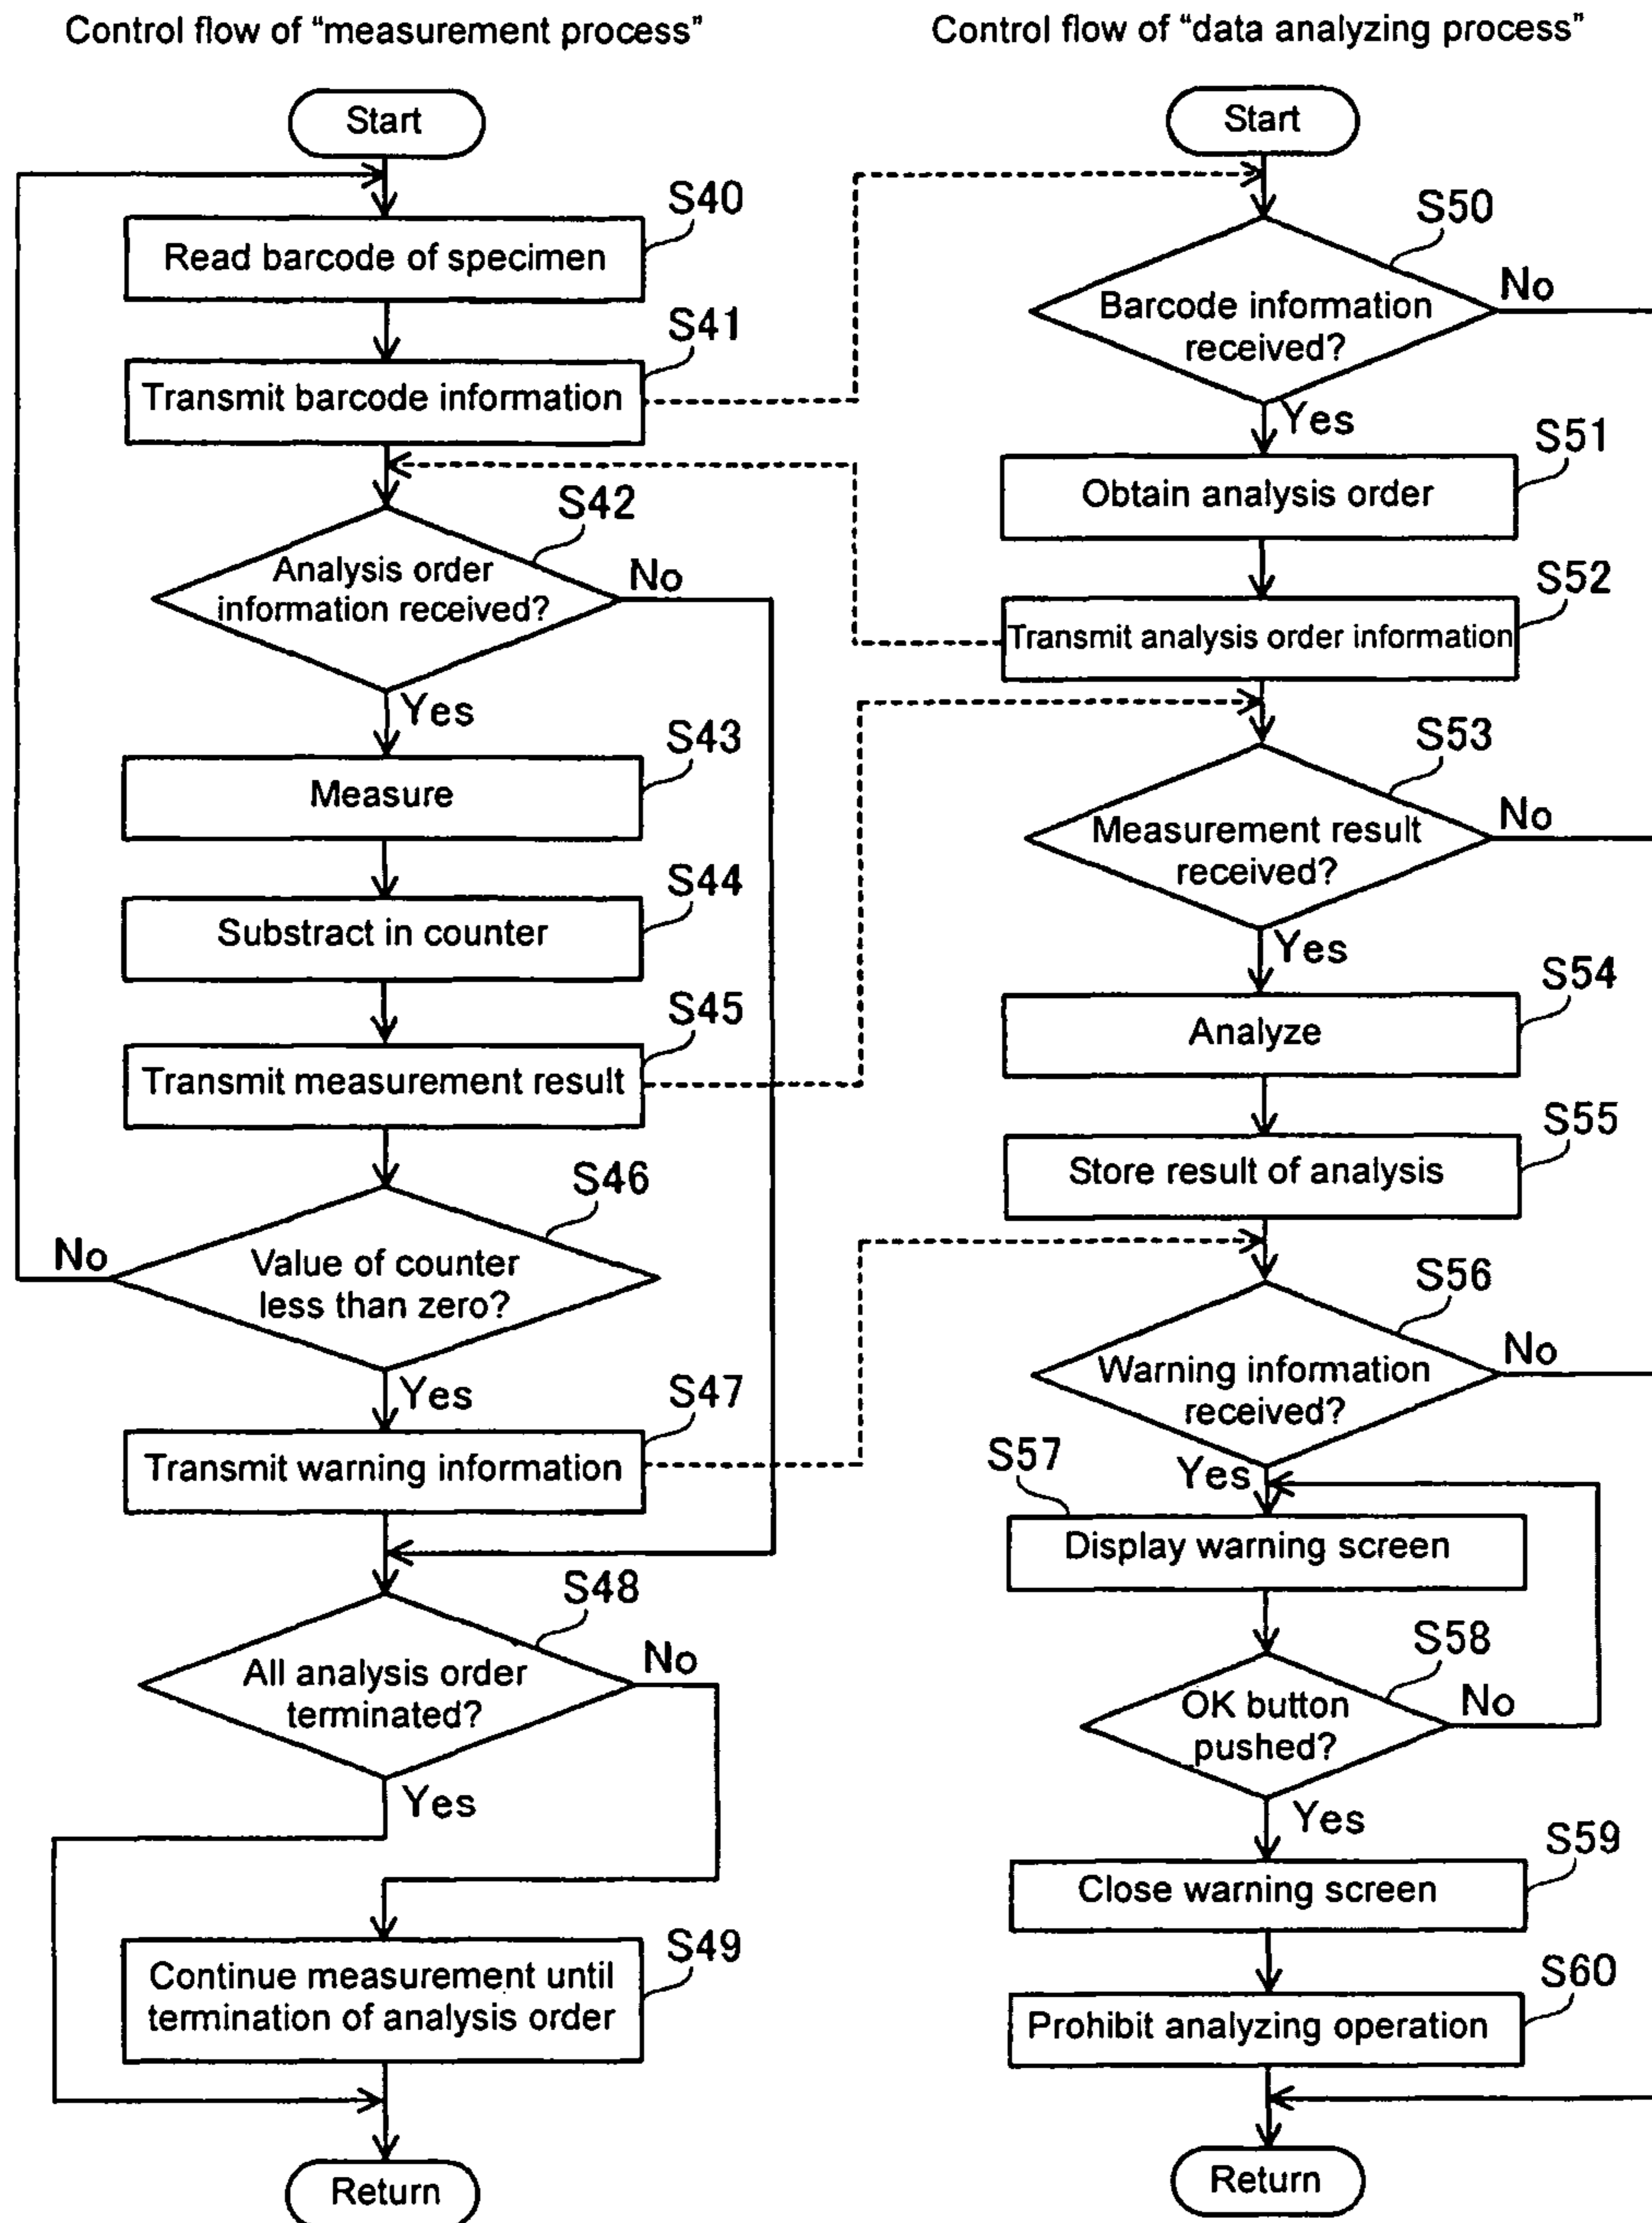 Control flow of “measurement process”
Start
S40
Read barcode of specimen
S41
Transmit barcode information
S42
Analysis order
information received?
No
Yes
S43
Measure
S44
Substract in counter
S45
Transmit measurement result
S46
Value of counter
less than zero?
No
Yes
S47
Transmit warning information
S48
All analysis order
terminated?
No
Yes
S49
Continue measurement until
termination of analysis order
Return
Control flow of “data analyzing process”
Start
S50
Barcode information
received?
No
Yes
S51
Obtain analysis order
S52
Transmit analysis order information
S53
Measurement result
received?
No
Yes
S54
Analyze
S55
Store result of analysis
S56
Warning information
received?
No
Yes
S57
Display warning screen
S58
OK button
pushed?
No
Yes
S59
Close warning screen
S60
Prohibit analyzing operation
Return